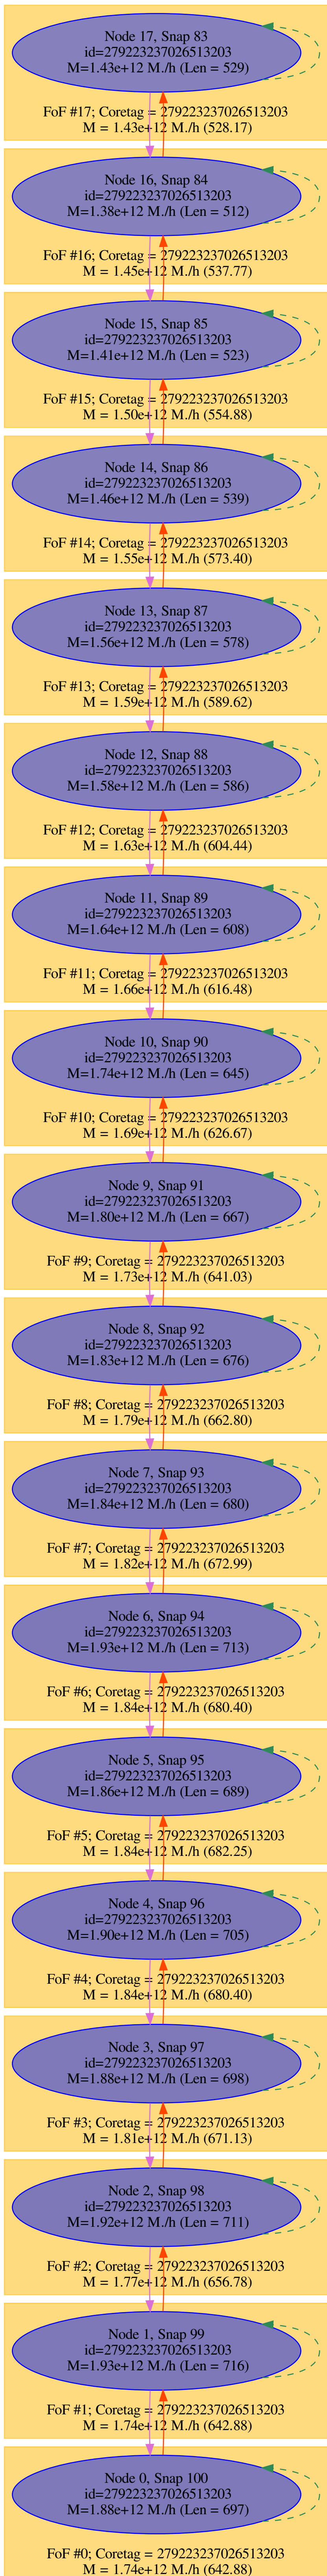 Node 17, Snap 83
id=279223237026513203
M=1.43e+12 M./h (Len = 529)
FoF #17; Coretag = 279223237026513203
M = 1.43e+12 M./h (528.17)
Node 16, Snap 84
id=279223237026513203
M=1.38e+12 M./h (Len = 512)
FoF #16; Coretag = 279223237026513203
M = 1.45e+12 M./h (537.77)
Node 15, Snap 85
id=279223237026513203
M=1.41e+12 M./h (Len = 523)
FoF #15; Coretag = 279223237026513203
M = 1.50e+12 M./h (554.88)
Node 14, Snap 86
id=279223237026513203
M=1.46e+12 M./h (Len = 539)
FoF #14; Coretag = 279223237026513203
M = 1.55e+12 M./h (573.40)
Node 13, Snap 87
id=279223237026513203
M=1.56e+12 M./h (Len = 578)
FoF #13; Coretag = 279223237026513203
M = 1.59e+12 M./h (589.62)
Node 12, Snap 88
id=279223237026513203
M=1.58e+12 M./h (Len = 586)
FoF #12; Coretag = 279223237026513203
M = 1.63e+12 M./h (604.44)
Node 11, Snap 89
id=279223237026513203
M=1.64e+12 M./h (Len = 608)
FoF #11; Coretag = 279223237026513203
M = 1.66e+12 M./h (616.48)
Node 10, Snap 90
id=279223237026513203
M=1.74e+12 M./h (Len = 645)
FoF #10; Coretag = 279223237026513203
M = 1.69e+12 M./h (626.67)
Node 9, Snap 91
id=279223237026513203
M=1.80e+12 M./h (Len = 667)
FoF #9; Coretag = 279223237026513203
M = 1.73e+12 M./h (641.03)
Node 8, Snap 92
id=279223237026513203
M=1.83e+12 M./h (Len = 676)
FoF #8; Coretag = 279223237026513203
M = 1.79e+12 M./h (662.80)
Node 7, Snap 93
id=279223237026513203
M=1.84e+12 M./h (Len = 680)
FoF #7; Coretag = 279223237026513203
M = 1.82e+12 M./h (672.99)
Node 6, Snap 94
id=279223237026513203
M=1.93e+12 M./h (Len = 713)
FoF #6; Coretag = 279223237026513203
M = 1.84e+12 M./h (680.40)
Node 5, Snap 95
id=279223237026513203
M=1.86e+12 M./h (Len = 689)
FoF #5; Coretag = 279223237026513203
M = 1.84e+12 M./h (682.25)
Node 4, Snap 96
id=279223237026513203
M=1.90e+12 M./h (Len = 705)
FoF #4; Coretag = 279223237026513203
M = 1.84e+12 M./h (680.40)
Node 3, Snap 97
id=279223237026513203
M=1.88e+12 M./h (Len = 698)
FoF #3; Coretag = 279223237026513203
M = 1.81e+12 M./h (671.13)
Node 2, Snap 98
id=279223237026513203
M=1.92e+12 M./h (Len = 711)
FoF #2; Coretag = 279223237026513203
M = 1.77e+12 M./h (656.78)
Node 1, Snap 99
id=279223237026513203
M=1.93e+12 M./h (Len = 716)
FoF #1; Coretag = 279223237026513203
M = 1.74e+12 M./h (642.88)
Node 0, Snap 100
id=279223237026513203
M=1.88e+12 M./h (Len = 697)
FoF #0; Coretag = 279223237026513203
M = 1.74e+12 M./h (642.88)